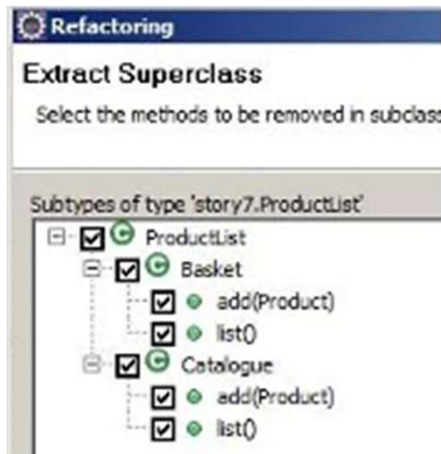 Refactoring
Extract Superclass
Select the methods to be removed in subclass
Subtypes of type 'story7.ProductList'
ProductList
Basket
add(Product)
list()
Catalogue
add(Product)
list()